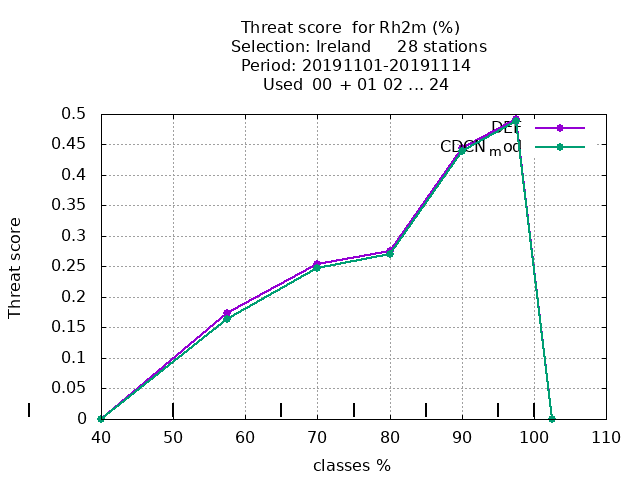 Threat score  for Rh2m (%)
Selection: Ireland     28 stations
Period: 20191101-20191114
Used  00 + 01 02 ... 24
DEF
CDCN_mod
Threat score
0.5
0.45
0.4
0.35
0.3
0.25
0.2
0.15
0.1
0.05
0
40 50 60 70 80 90 100 110
classes %